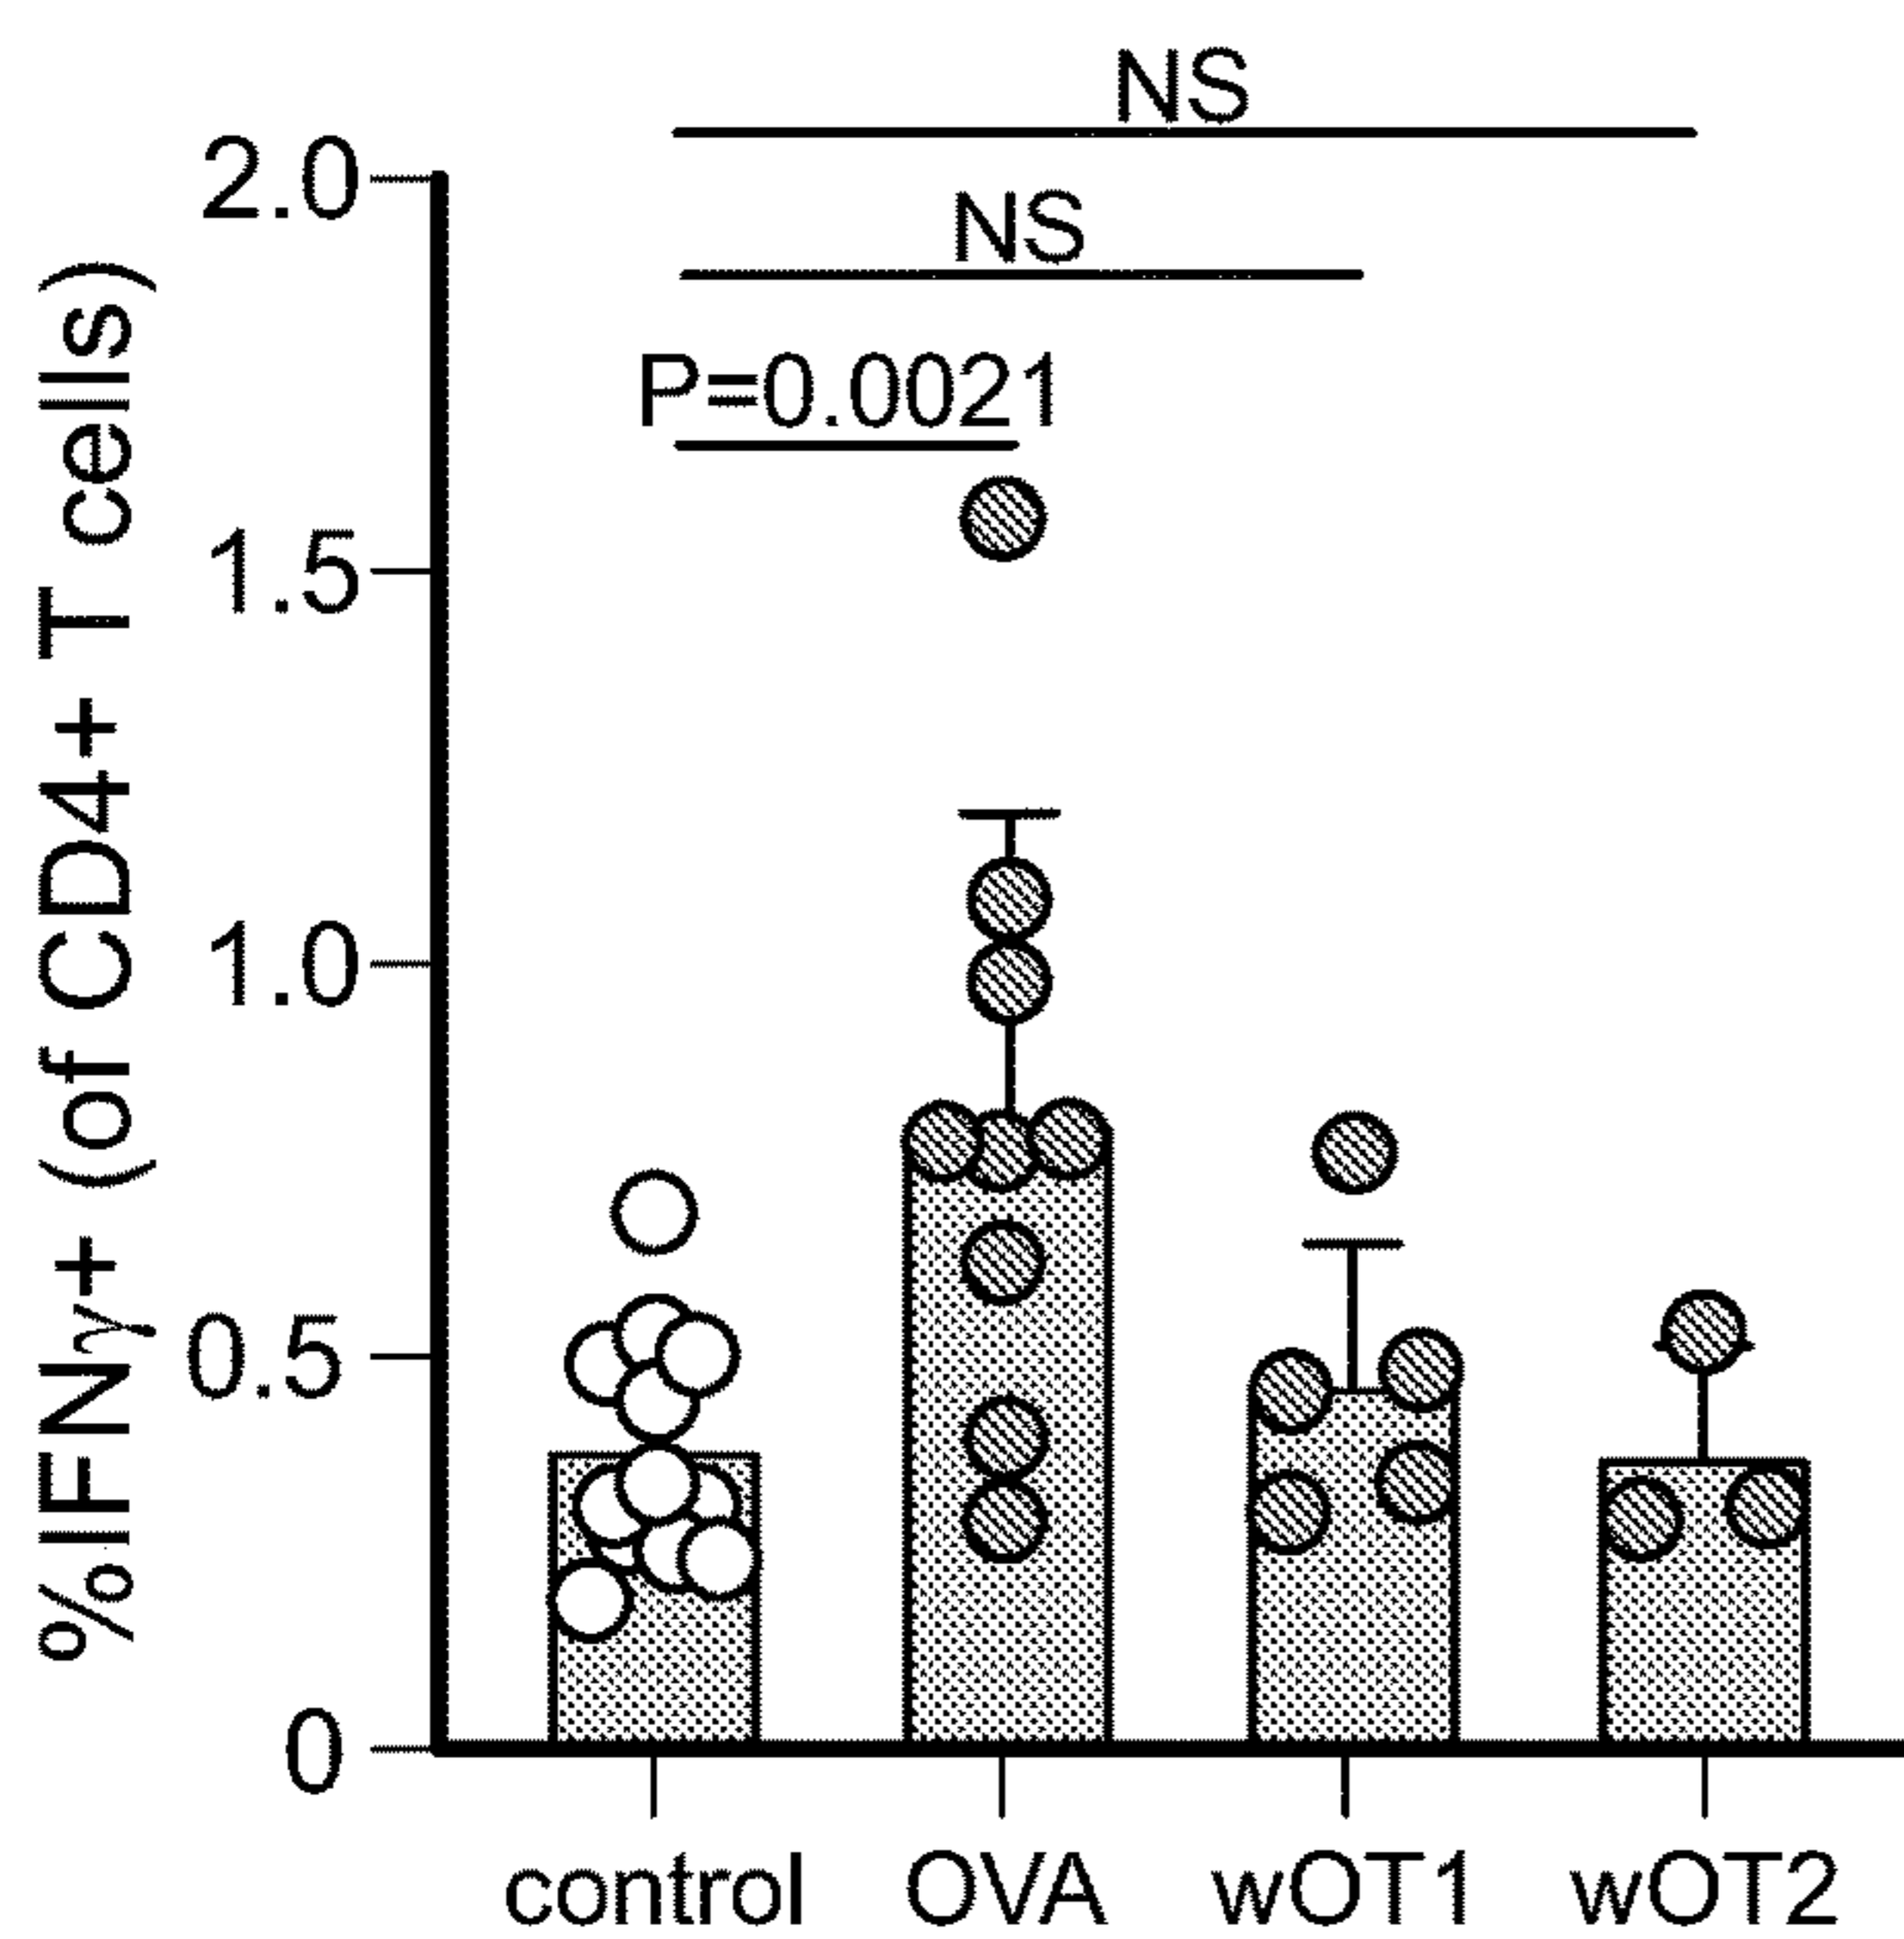 NS
NS
P=0.0021
%IFNγ+ (of CD4+ T cells)
2.0
1.5
1.0
0.5
0
control OVA wOT1 wOT2